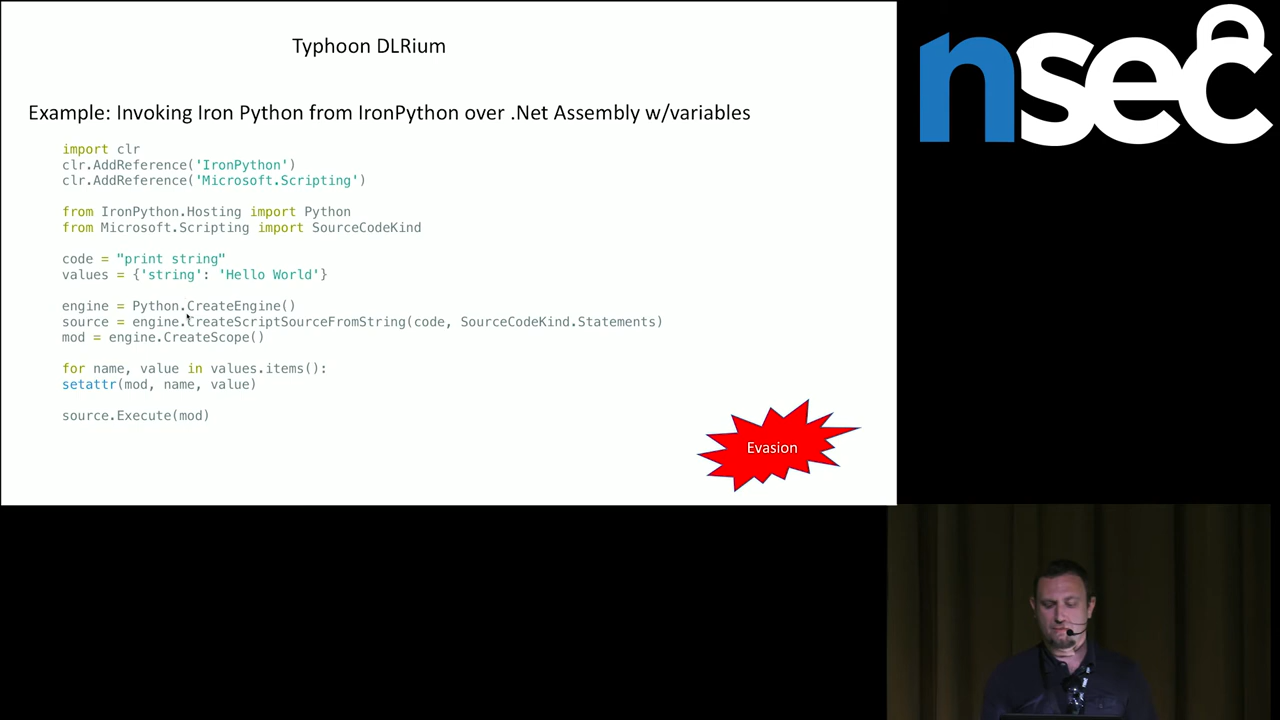 Typhoon DLRium
Example: Invoking Iron Python from IronPython over .Net Assembly w/variables
import clr
clr.AddReference('IronPython')
clr.AddReference('Microsoft.Scripting')
from IronPython.Hosting import Python
from Microsoft.Scripting import SourceCodeKind
code = "print string"
values = {'string': 'Hello World'}
engine = Python.CreateEngine()
source = engine.CreateScriptSourceFromString(code, SourceCodeKind.Statements)
mod = engine.CreateScope()
for name, value in values.items():
setattr(mod, name, value)
source.Execute(mod)
Evasion
nsec